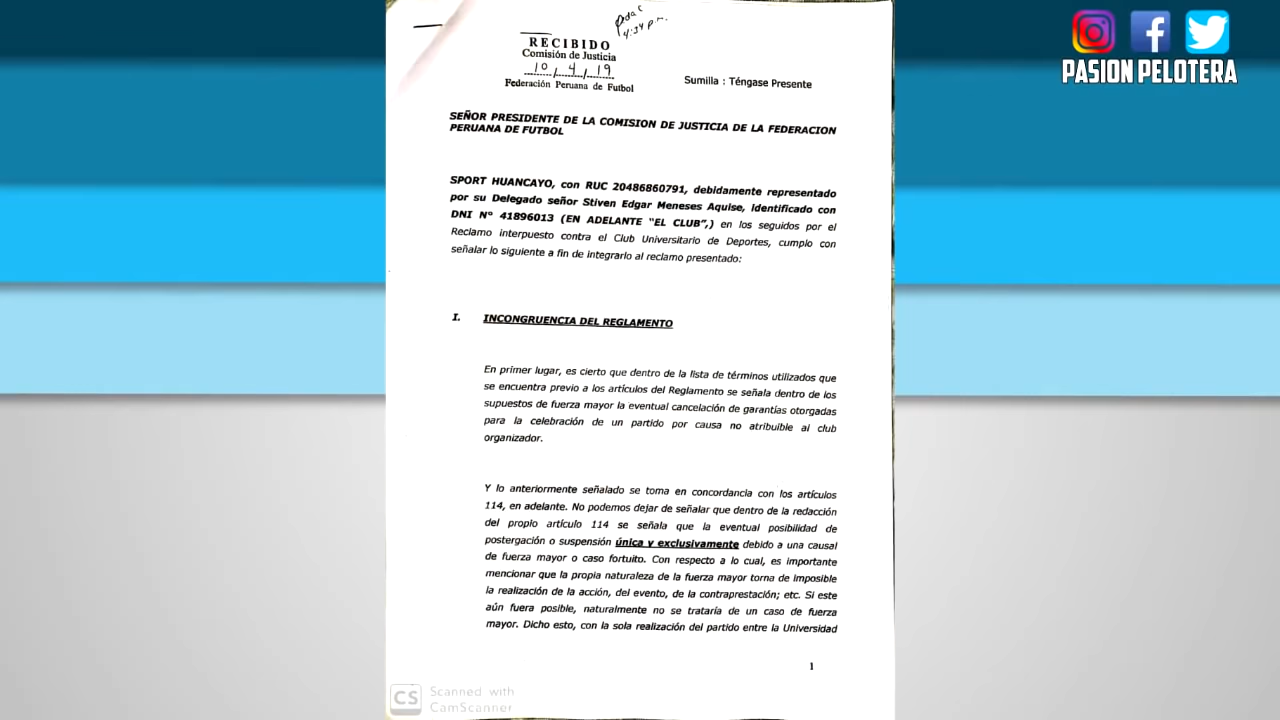 4:34 p.m.
RECIBIDO
Comisión de Justicia
10/4/19
Federación Peruana de Futbol
Sumilla : Téngase Presente
PASION PELOTERA
SEÑOR PRESIDENTE DE LA COMISION DE JUSTICIA DE LA FEDERACION
PERUANA DE FUTBOL
SPORT HUANCAYO, con RUC 20486860791, debidamente representado
por su Delegado señor Stiven Edgar Meneses Aquise, identificado con
DNI N° 41896013 (EN ADELANTE “EL CLUB”,) en los seguidos por el
Reclamo interpuesto contra el Club Universitario de Deportes, cumplo con
señalar lo siguiente a fin de integrarlo al reclamo presentado:
I. INCONGRUENCIA DEL REGLAMENTO
En primer lugar, es cierto que dentro de la lista de términos utilizados que
se encuentra previo a los artículos del Reglamento se señala dentro de los
supuestos de fuerza mayor la eventual cancelación de garantías otorgadas
para la celebración de un partido por causa no atribuible al club
organizador.
Y lo anteriormente señalado se toma en concordancia con los artículos
114, en adelante. No podemos dejar de señalar que dentro de la redacción
del propio artículo 114 se señala que la eventual posibilidad de
postergación o suspensión única y exclusivamente debido a una causal
de fuerza mayor o caso fortuito. Con respecto a lo cual, es importante
mencionar que la propia naturaleza de la fuerza mayor torna de imposible
la realización de la acción, del evento, de la contraprestación; etc. Si este
aún fuera posible, naturalmente no se trataría de un caso de fuerza
mayor. Dicho esto, con la sola realización del partido entre la Universidad
1
CS Scanned with
CamScanner